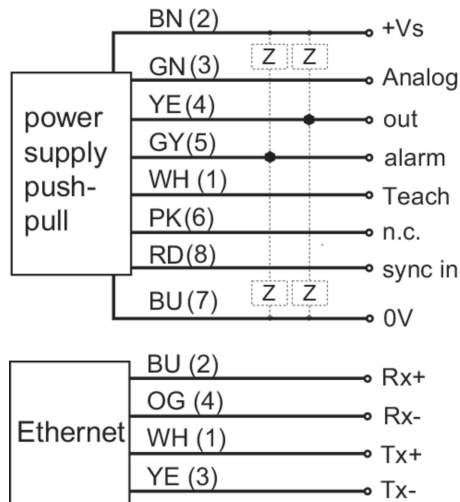 BN (2) +Vs
Z Z
GN (3) Analog
YE (4) out
GY(5) alarm
WH (1) Teach
PK(6) n.c.
RD(8) sync in
Z Z
BU (7) 0V
power
supply
push-
pull
BU (2) Rx+
OG (4) Rx-
WH (1) Tx+
YE (3) Tx-
Ethernet